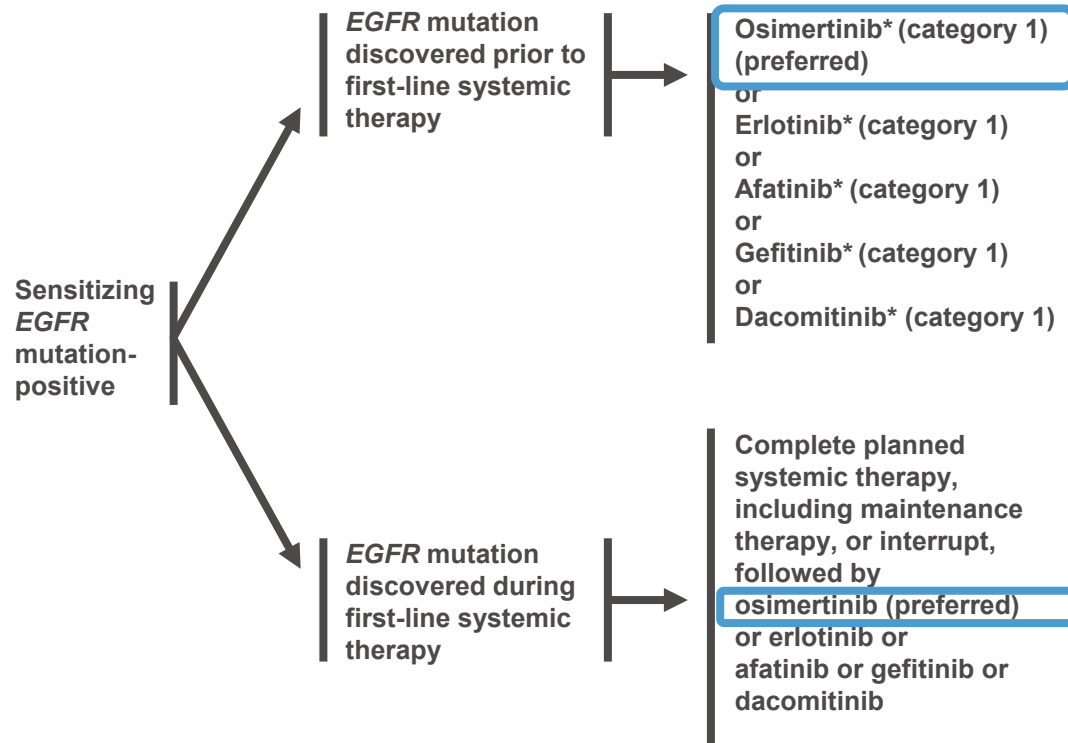 EGFR mutation
discovered prior to
first-line systemic
therapy
Osimertinib* (category 1)
(preferred)
or
Erlotinib* (category 1)
or
Afatinib* (category 1)
or
Gefitinib* (category 1)
or
Dacomitinib* (category 1)
Sensitizing
EGFR
mutation-
positive
EGFR mutation
discovered during
first-line systemic
therapy
Complete planned
systemic therapy,
including maintenance
therapy, or interrupt,
followed by
osimertinib (preferred)
or erlotinib or
afatinib or gefitinib or
dacomitinib